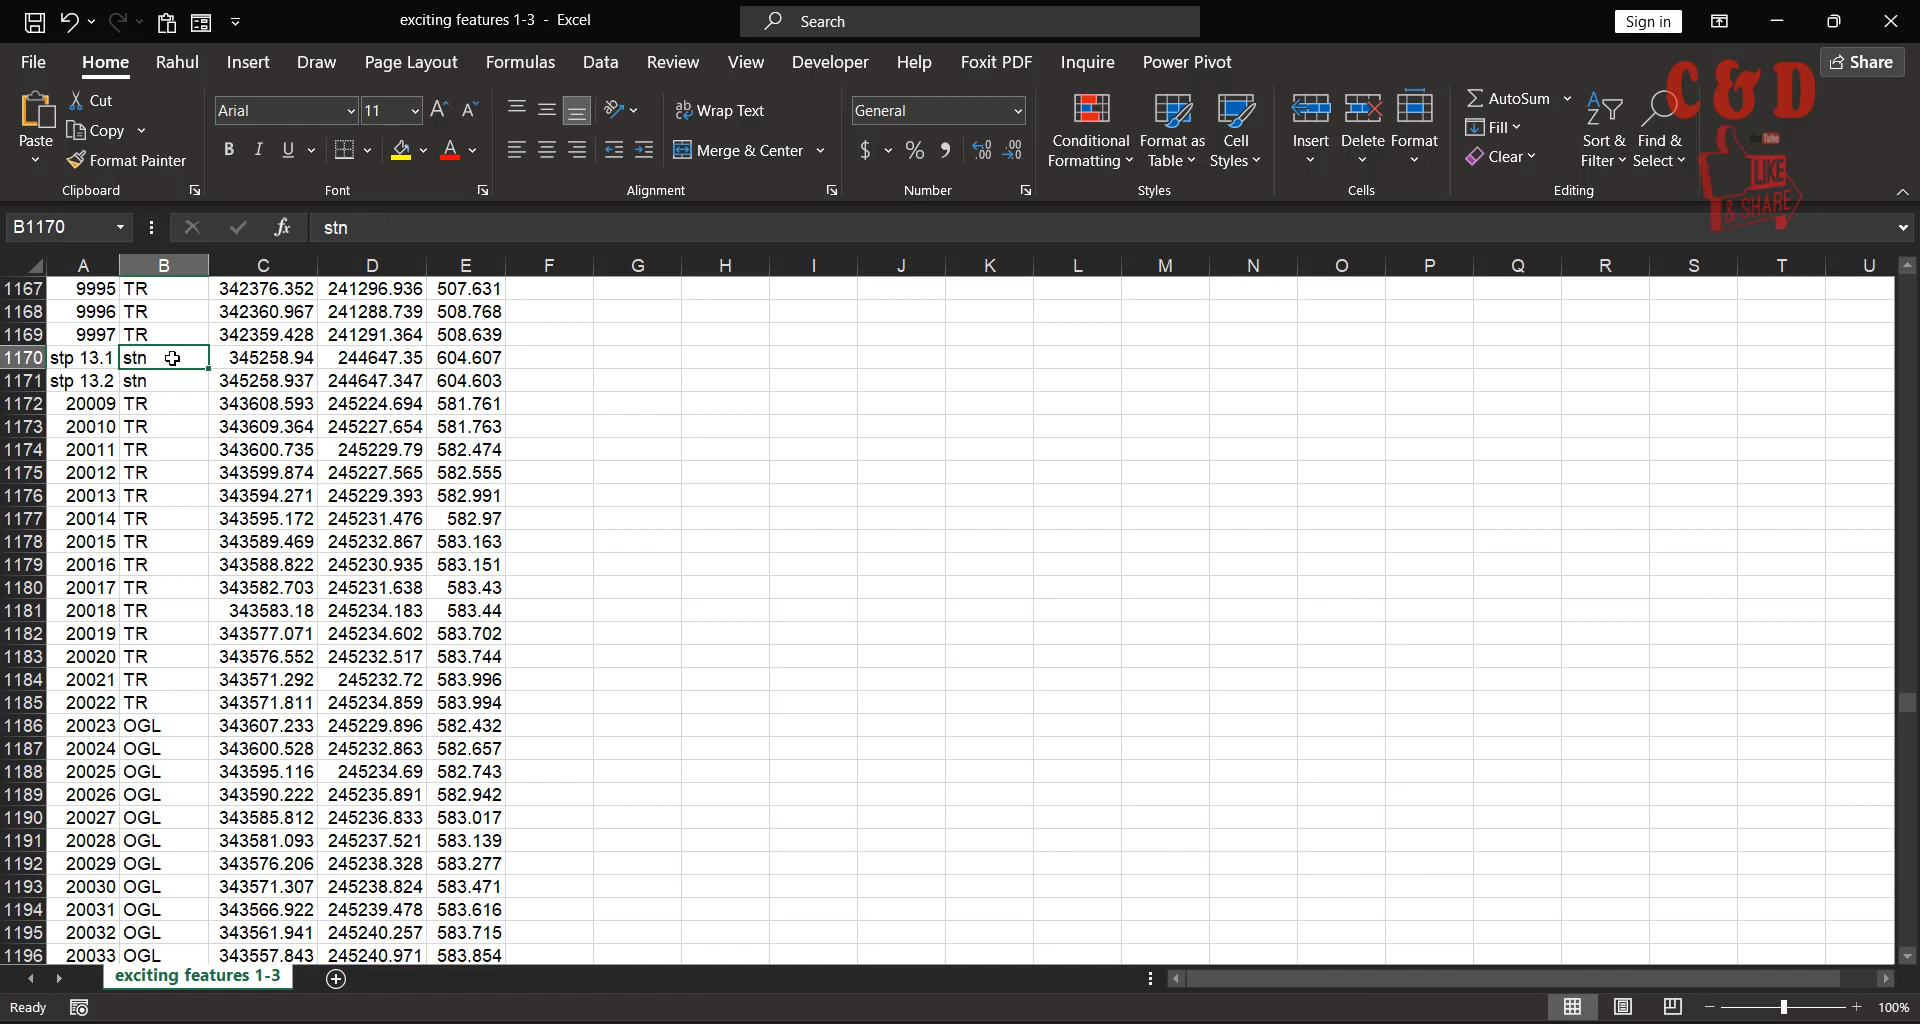 exciting features 1-3 - Excel
Search
Sign in
File Home Rahul Insert Draw Page Layout Formulas Data Review View Developer Help Foxit PDF Inquire Power Pivot
Share
C & D
YouTube
LIKE
& SHARE
Paste
Cut
Copy
Format Painter
Clipboard
Arial 11
B I U A
Font
Wrap Text
Merge & Center
Alignment
General
$ % ,
Number
Conditional Formatting
Format as Table
Cell Styles
Styles
Insert Delete Format
Cells
AutoSum
Fill
Clear
Sort & Filter
Find & Select
Editing
B1170 fx stn
A B C D E F G H I J K L M N O P Q R S T U
1167 9995 TR 342376.352 241296.936 507.631
1168 9996 TR 342360.967 241288.739 508.768
1169 9997 TR 342359.428 241291.364 508.639
1170 stp 13.1 stn 345258.94 244647.35 604.607
1171 stp 13.2 stn 345258.937 244647.347 604.603
1172 20009 TR 343608.593 245224.694 581.761
1173 20010 TR 343609.364 245227.654 581.763
1174 20011 TR 343600.735 245229.79 582.474
1175 20012 TR 343599.874 245227.565 582.555
1176 20013 TR 343594.271 245229.393 582.991
1177 20014 TR 343595.172 245231.476 582.97
1178 20015 TR 343589.469 245232.867 583.163
1179 20016 TR 343588.822 245230.935 583.151
1180 20017 TR 343582.703 245231.638 583.43
1181 20018 TR 343583.18 245234.183 583.44
1182 20019 TR 343577.071 245234.602 583.702
1183 20020 TR 343576.552 245232.517 583.744
1184 20021 TR 343571.292 245232.72 583.996
1185 20022 TR 343571.811 245234.859 583.994
1186 20023 OGL 343607.233 245229.896 582.432
1187 20024 OGL 343600.528 245232.863 582.657
1188 20025 OGL 343595.116 245234.69 582.743
1189 20026 OGL 343590.222 245235.891 582.942
1190 20027 OGL 343585.812 245236.833 583.017
1191 20028 OGL 343581.093 245237.521 583.139
1192 20029 OGL 343576.206 245238.328 583.277
1193 20030 OGL 343571.307 245238.824 583.471
1194 20031 OGL 343566.922 245239.478 583.616
1195 20032 OGL 343561.941 245240.257 583.715
1196 20033 OGL 343557.843 245240.971 583.854
exciting features 1-3
Ready
100%